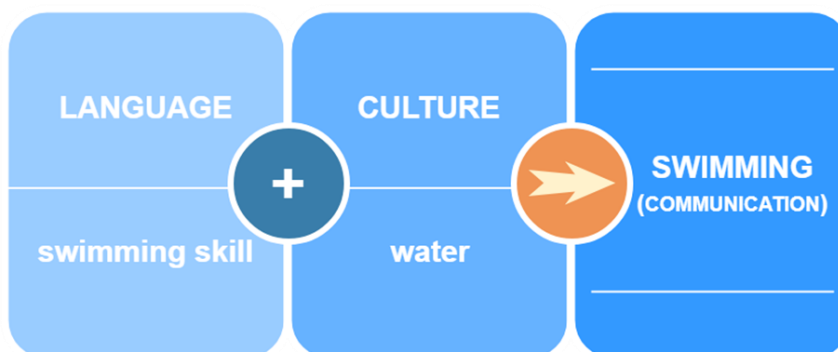 LANGUAGE
swimming skill
+
CULTURE
water
SWIMMING
(COMMUNICATION)